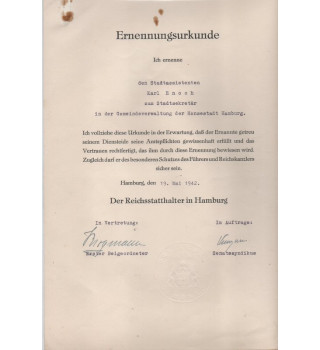 Ernennungsurkunde
Ich ernenne
den Stadtassistenten
Karl
zum Stadtsekretär
in der Gemeindeverwaltung der Hansestadt Hamburg.
Ich vollziehe diese Urkunde in der Erwartung, daß der Ernannte getreu
seinem Diensteide seine Amtspflichten gewissenhaft erfüllt und das
Vertrauen rechtfertigt, das ihm durch diese Ernennung bewiesen wird.
Zugleich darf er des besonderen Schutzes des Führers und Reichskanzlers
sicher sein.
Hamburg, den 19. Mai 1942.
Der Reichsstatthalter in Hamburg
In Vertretung: Im Auftrage:
Erster Beigeordneter Senatssyndikus